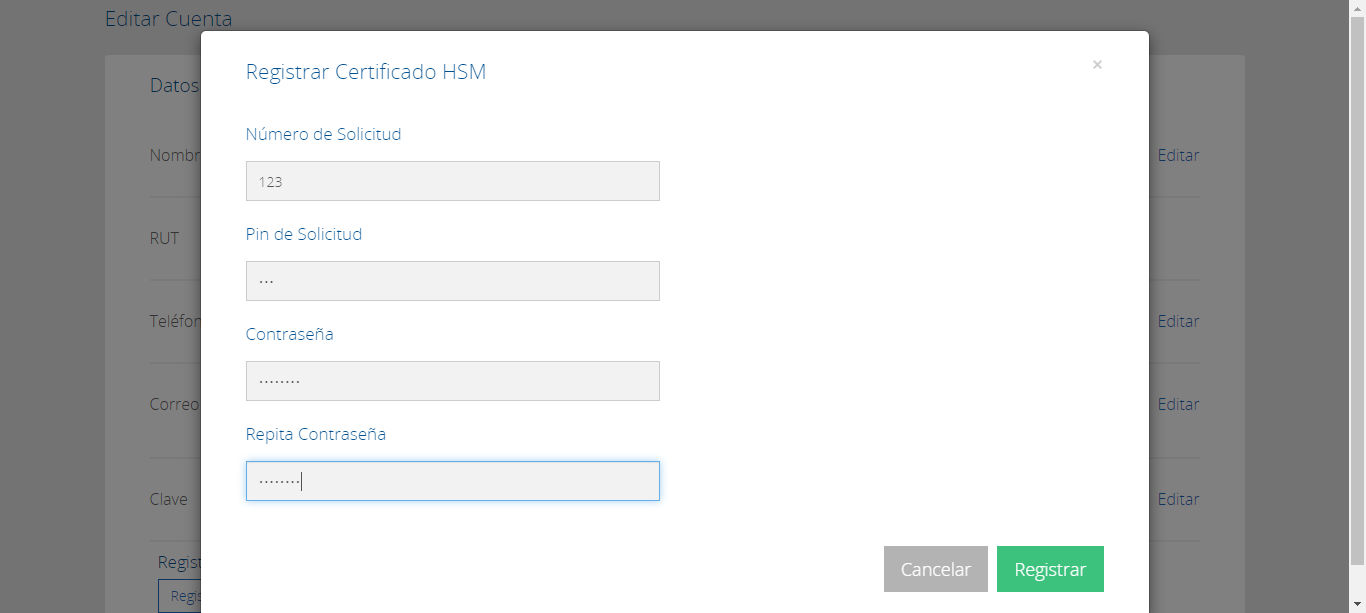 Editar Cuenta
Registrar Certificado HSM
×
Datos
Número de Solicitud
Nombr
Editar
123
Pin de Solicitud
RUT
···
Teléfon
Editar
Contraseña
········
Correo
Editar
Repita Contraseña
········
Clave
Editar
Regist
Cancelar
Registrar
Regis